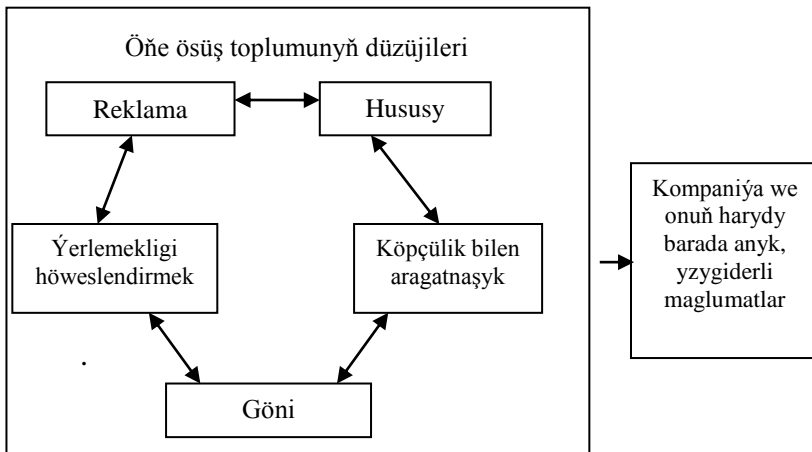 Öňe ösüş toplumunyň düzüjileri
Reklama
Hususy
Ýerlemekligi
höweslendirmek
Köpçülik bilen
aragatnaşyk
Göni
Kompaniýa we
onuň harydy
barada anyk,
yzygiderli
maglumatlar